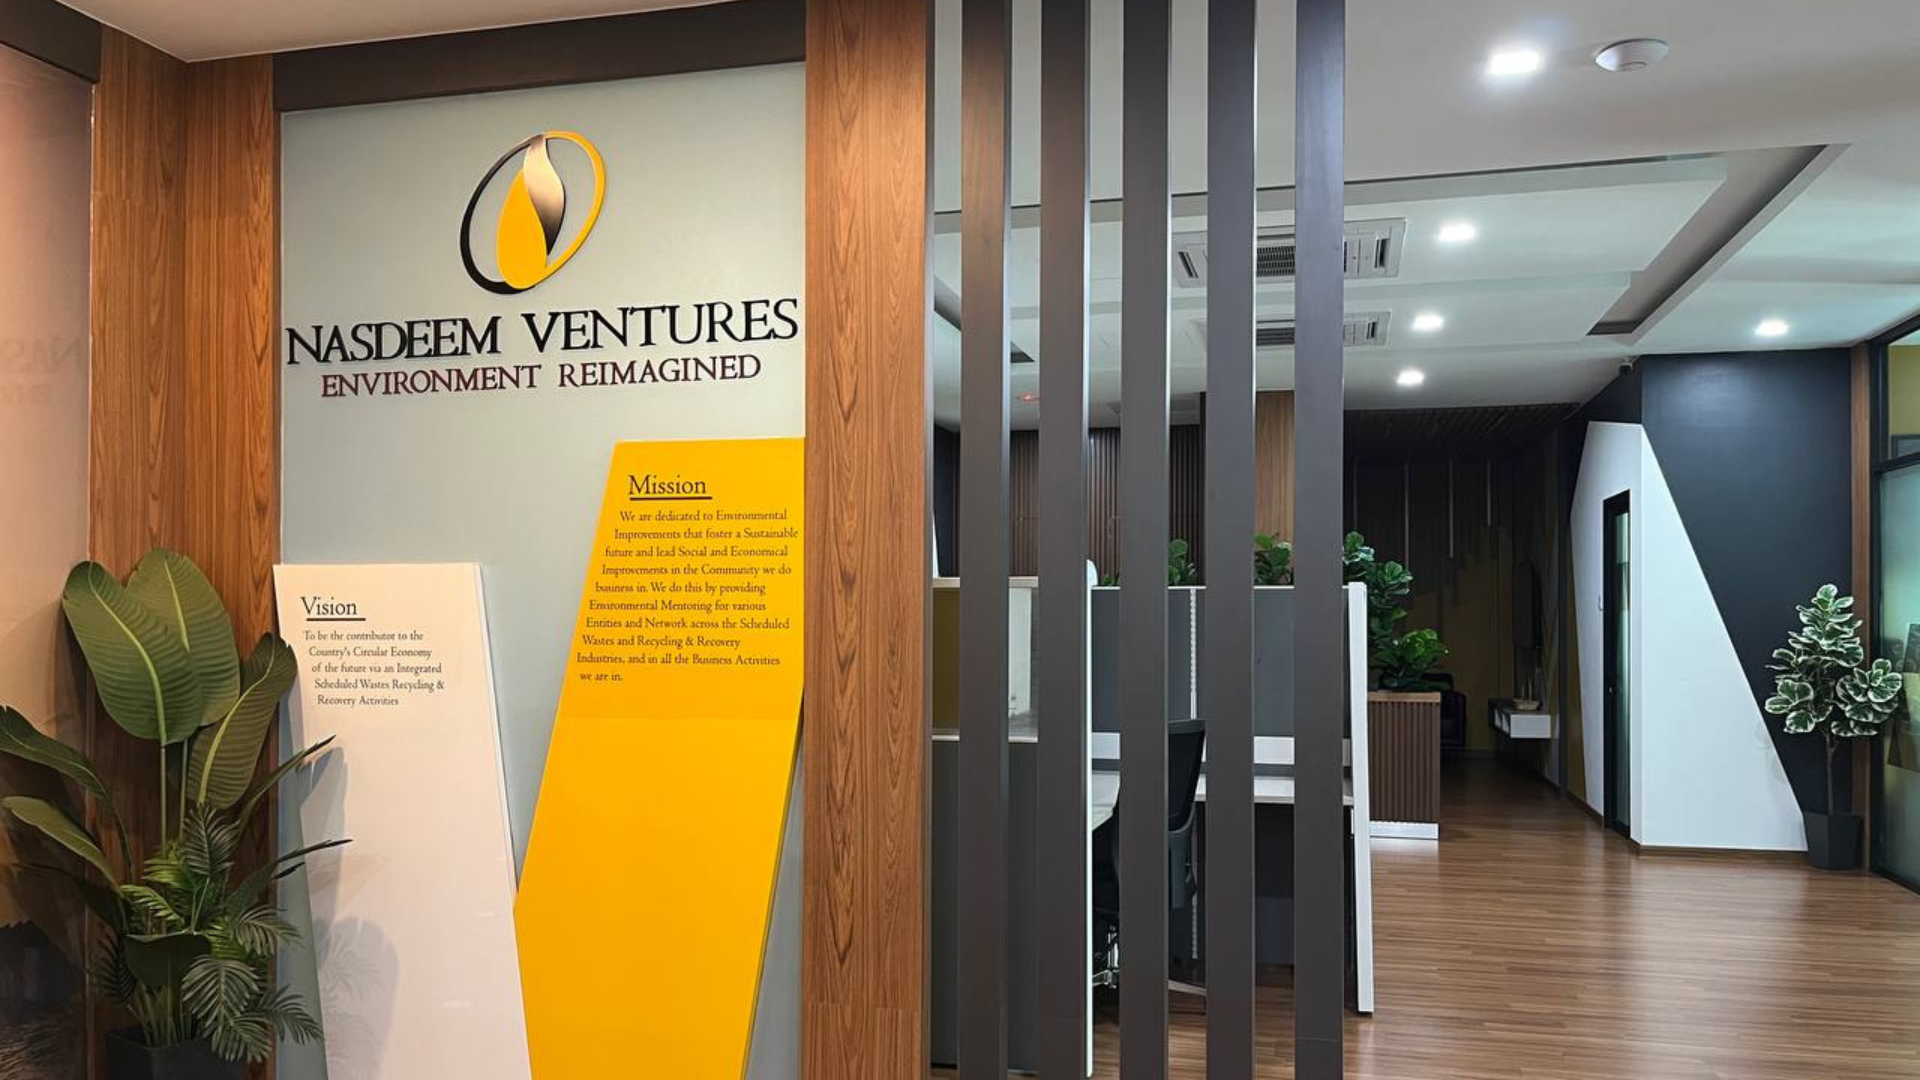 NASDEEM VENTURES
ENVIRONMENT REIMAGINED
Mission
We are dedicated to Environmental
Improvements that foster a Sustainable
future and lead Social and Economical
Improvements in the Community we do
business in. We do this by providing
Environmental Mentoring for various
Entities and Network across the Scheduled
Wastes and Recycling & Recovery
Industries, and in all the Business Activities
we are in.
Vision
To be the contributor to the
Country's Circular Economy
of the future via an Integrated
Scheduled Wastes Recycling &
Recovery Activities